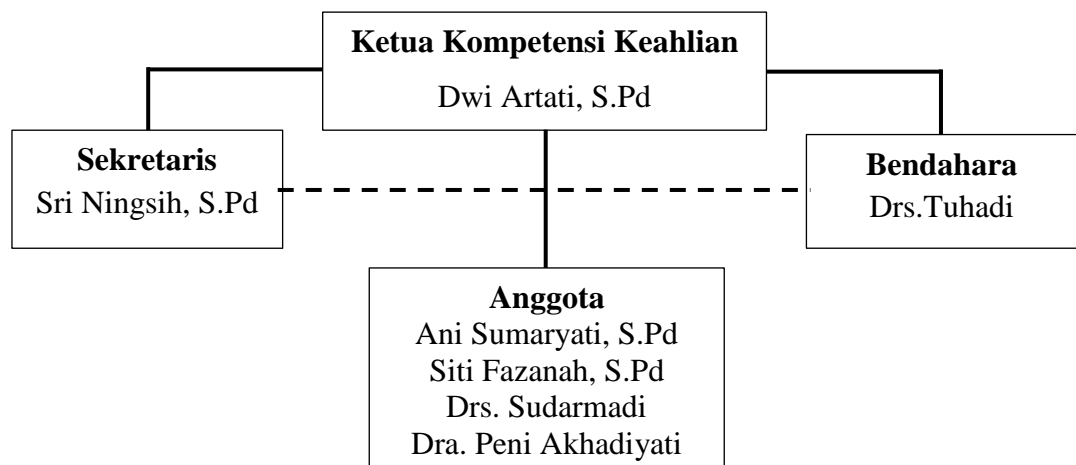 Ketua Kompetensi Keahlian
Dwi Artati, S.Pd
Sekretaris
Sri Ningsih, S.Pd
Bendahara
Drs.Tuhadi
Anggota
Ani Sumaryati, S.Pd
Siti Fazanah, S.Pd
Drs. Sudarmadi
Dra. Peni Akhadiyati